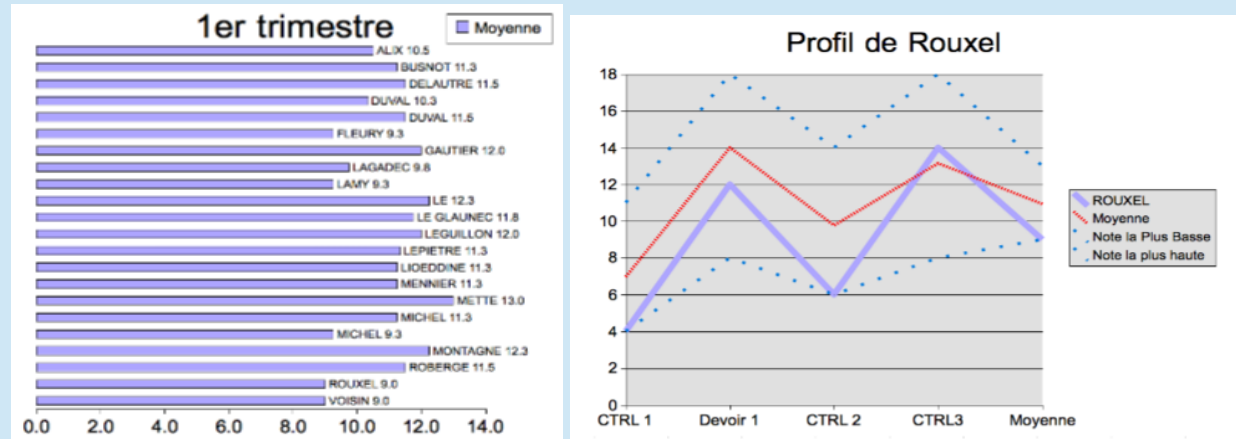 1er trimestre
Moyenne
ALIX 10.5
BUSNOT 11.3
DELAUTRE 11.5
DUVAL 10.3
DUVAL 11.5
FLEURY 9.3
GAUTIER 12.0
LAGADEC 9.8
LAMY 9.3
LE 12.3
LE GLAUNEC 11.8
LEGUILLON 12.0
LEPIETRE 11.3
LIOEDDINE 11.3
MENNIER 11.3
METTE 13.0
MICHEL 11.3
MICHEL 9.3
MONTAGNE 12.3
ROBERGE 11.5
ROUXEL 9.0
VOISIN 9.0
0.0 2.0 4.0 6.0 8.0 10.0 12.0 14.0
Profil de Rouxel
18
16
14
12
10
8
6
4
2
0
CTRL 1 Devoir 1 CTRL 2 CTRL3 Moyenne
ROUXEL
Moyenne
Note la Plus Basse
Note la plus haute